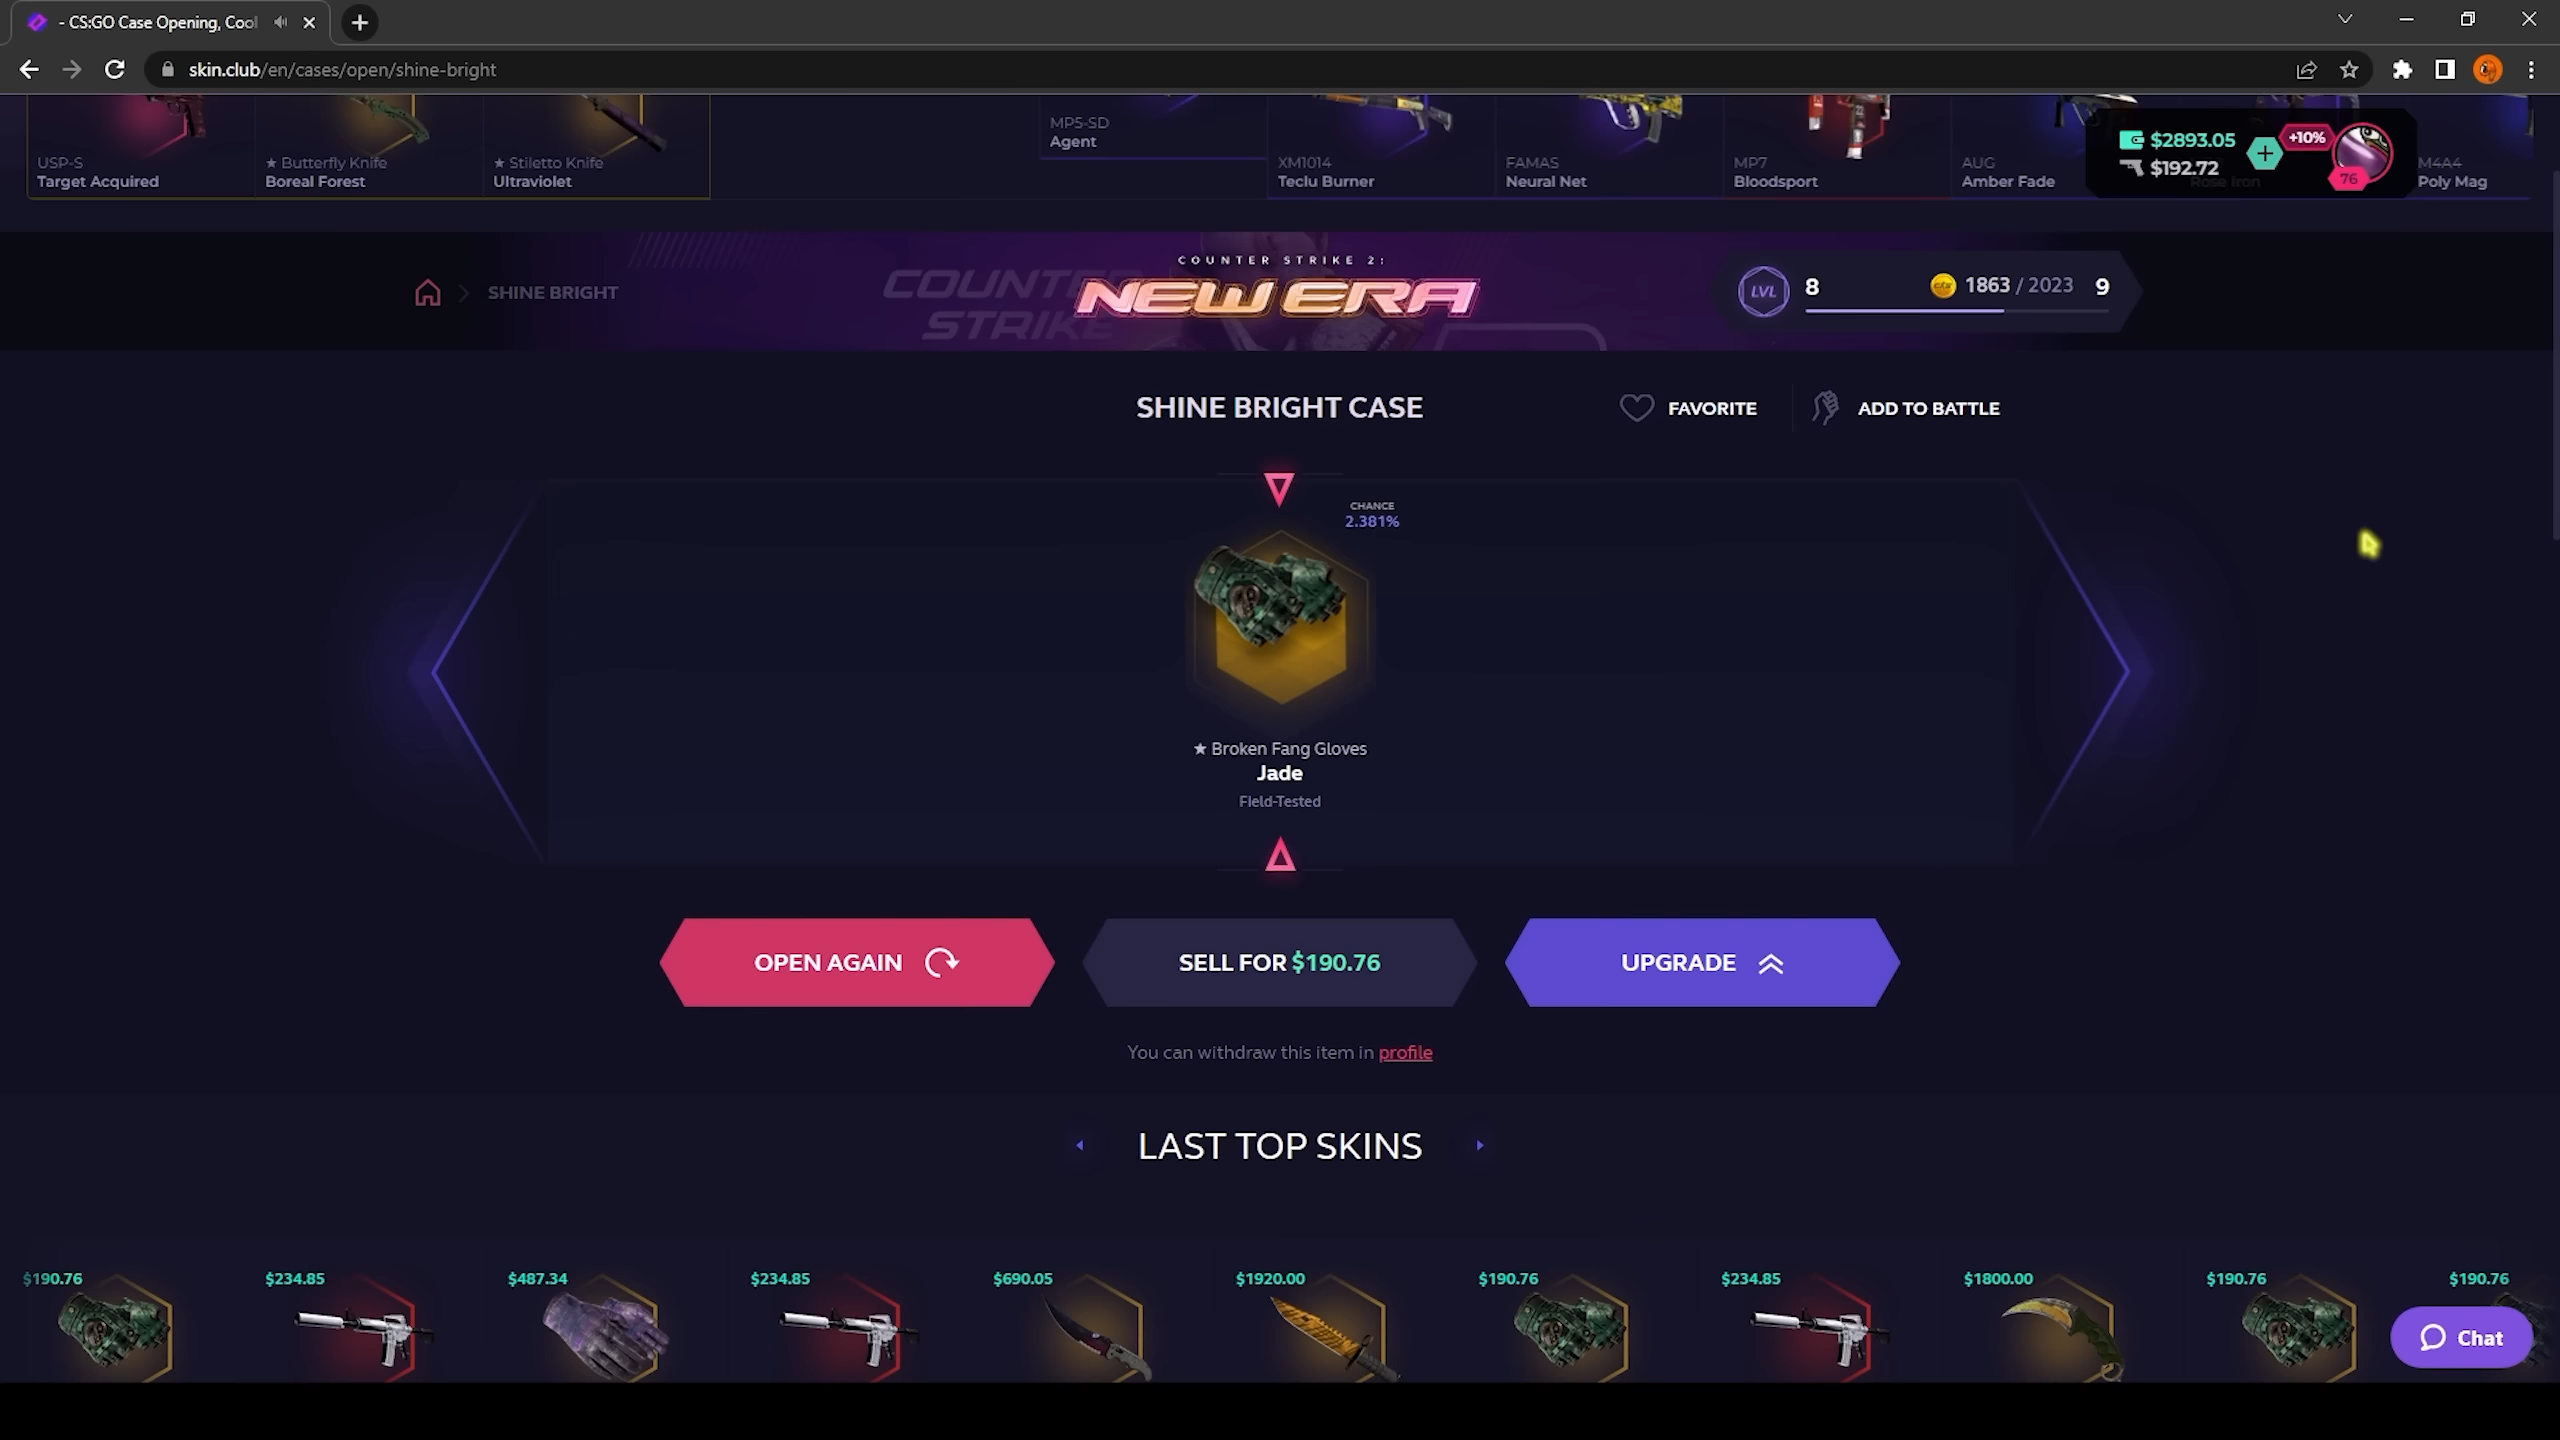 - CS:GO Case Opening, Cool
skin.club/en/cases/open/shine-bright
USP-S
Target Acquired
★ Butterfly Knife
Boreal Forest
★ Stiletto Knife
Ultraviolet
MP5-SD
Agent
XM1014
Teclu Burner
FAMAS
Neural Net
MP7
Bloodsport
AUG
Amber Fade
Rose Iron
M4A4
Poly Mag
$2893.05
$192.72
+10%
76
SHINE BRIGHT
COUNTER
STRIKE
COUNTER STRIKE 2:
NEW ERA
LVL
8
1863 / 2023
9
SHINE BRIGHT CASE
FAVORITE
ADD TO BATTLE
CHANCE
2.381%
★ Broken Fang Gloves
Jade
Field-Tested
OPEN AGAIN
SELL FOR $190.76
UPGRADE
You can withdraw this item in profile
LAST TOP SKINS
$190.76
$234.85
$487.34
$234.85
$690.05
$1920.00
$190.76
$234.85
$1800.00
$190.76
$190.76
Chat